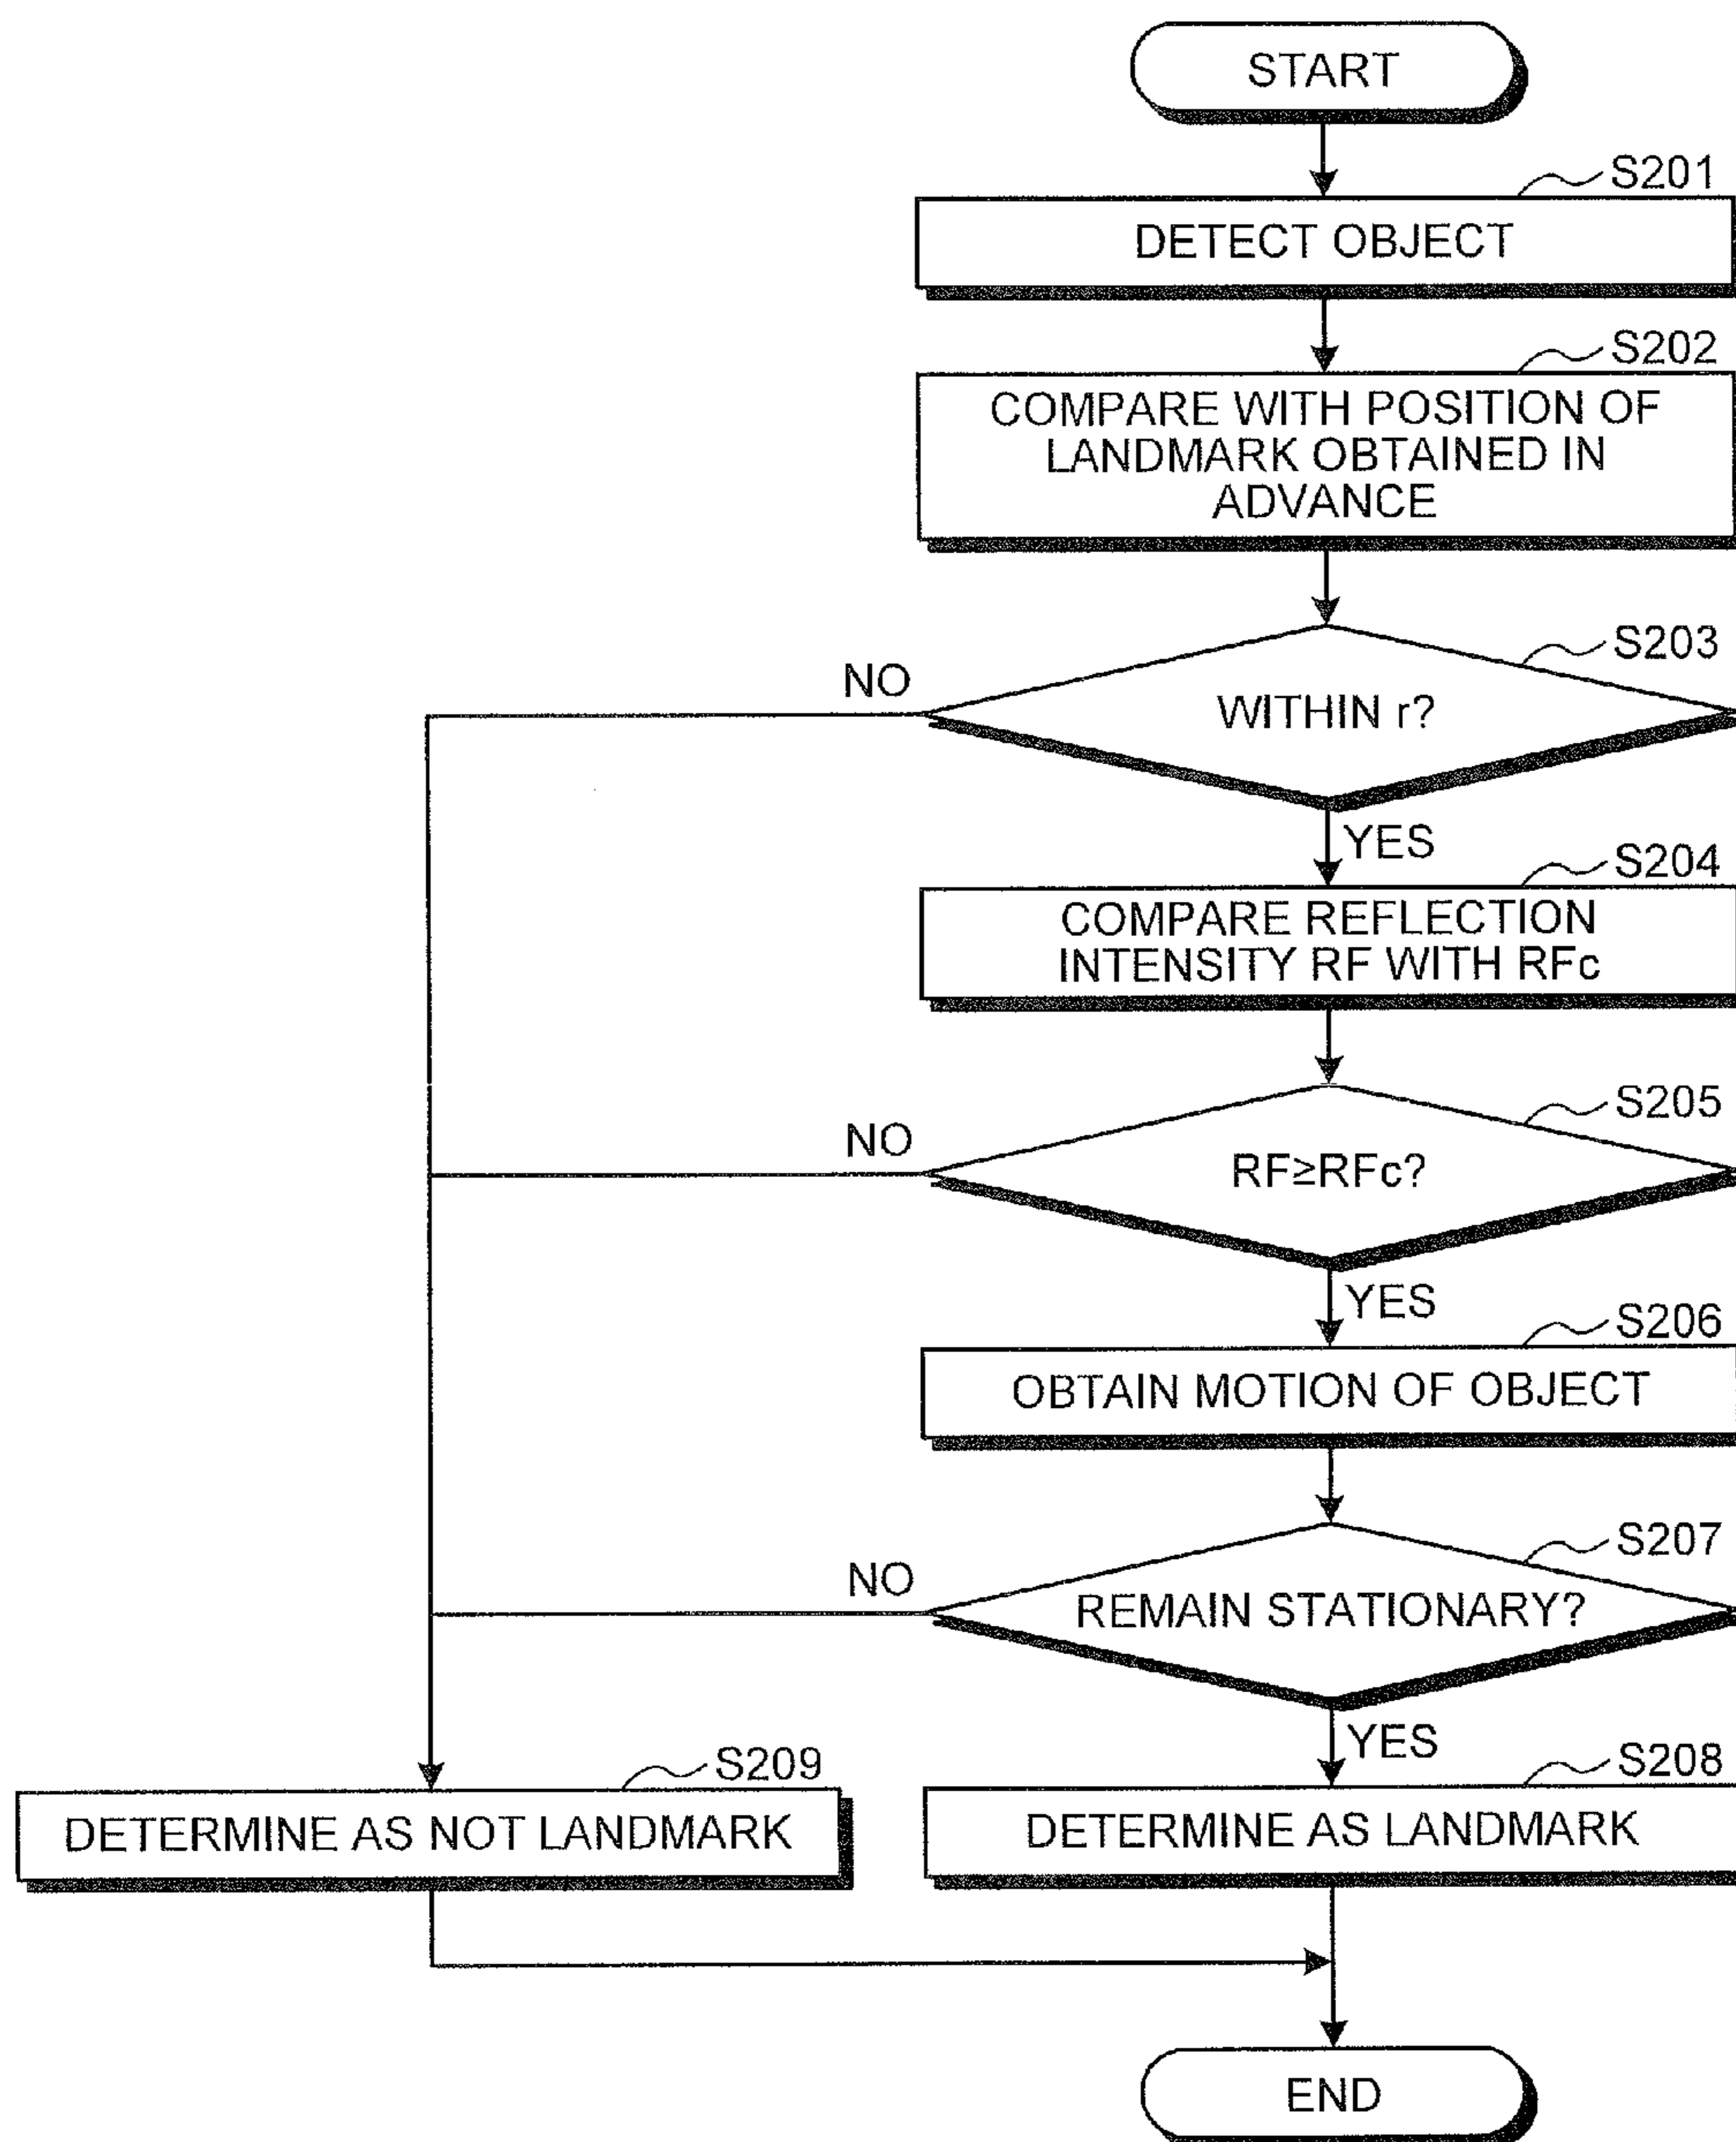 START
S201
DETECT OBJECT
S202
COMPARE WITH POSITION OF
LANDMARK OBTAINED IN
ADVANCE
S203
NO
WITHIN r?
YES
S204
COMPARE REFLECTION
INTENSITY RF WITH RFc
S205
NO
RF≥RFc?
YES
S206
OBTAIN MOTION OF OBJECT
S207
NO
REMAIN STATIONARY?
YES
S209
S208
DETERMINE AS NOT LANDMARK
DETERMINE AS LANDMARK
END